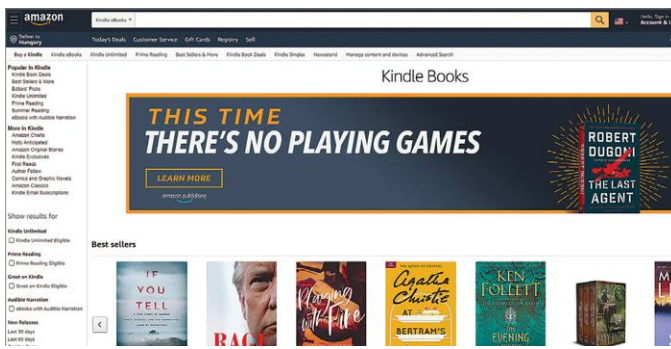 amazon
Kindle eBooks
Hello, Sign in
Account & L
Deliver to
Hungary
Today's Deals Customer Service Gift Cards Registry Sell
Buy a Kindle Kindle eBooks Kindle Unlimited Prime Reading Best Sellers & More Kindle Book Deals Kindle Singles Newsstand Manage content and devices Advanced Search
Popular in Kindle
Kindle Book Deals
Best Sellers & More
Editors' Picks
Kindle Unlimited
Prime Reading
Summer Reading
eBooks with Audible Narration
More in Kindle
Amazon Charts
Hotly Anticipated
Amazon Original Stories
Kindle Exclusives
First Reads
Author Follow
Comics and Graphic Novels
Amazon Classics
Kindle Email Subscriptions
Show results for
Kindle Unlimited
Kindle Unlimited Eligible
Prime Reading
Prime Reading Eligible
Great on Kindle
Great on Kindle Eligible
Audible Narration
eBooks with Audible Narration
New Releases
Last 30 days
Last 90 days
Kindle Books
THIS TIME
THERE'S NO PLAYING GAMES
LEARN MORE
amazon publishing
ROBERT
DUGONI
THE LAST
AGENT
Best sellers
IF
YOU
TELL
RAGE
Playing
with Fire
Agatha
Christie
AT
BERTRAM'S
KEN
FOLLETT
THE
EVENING
M
L